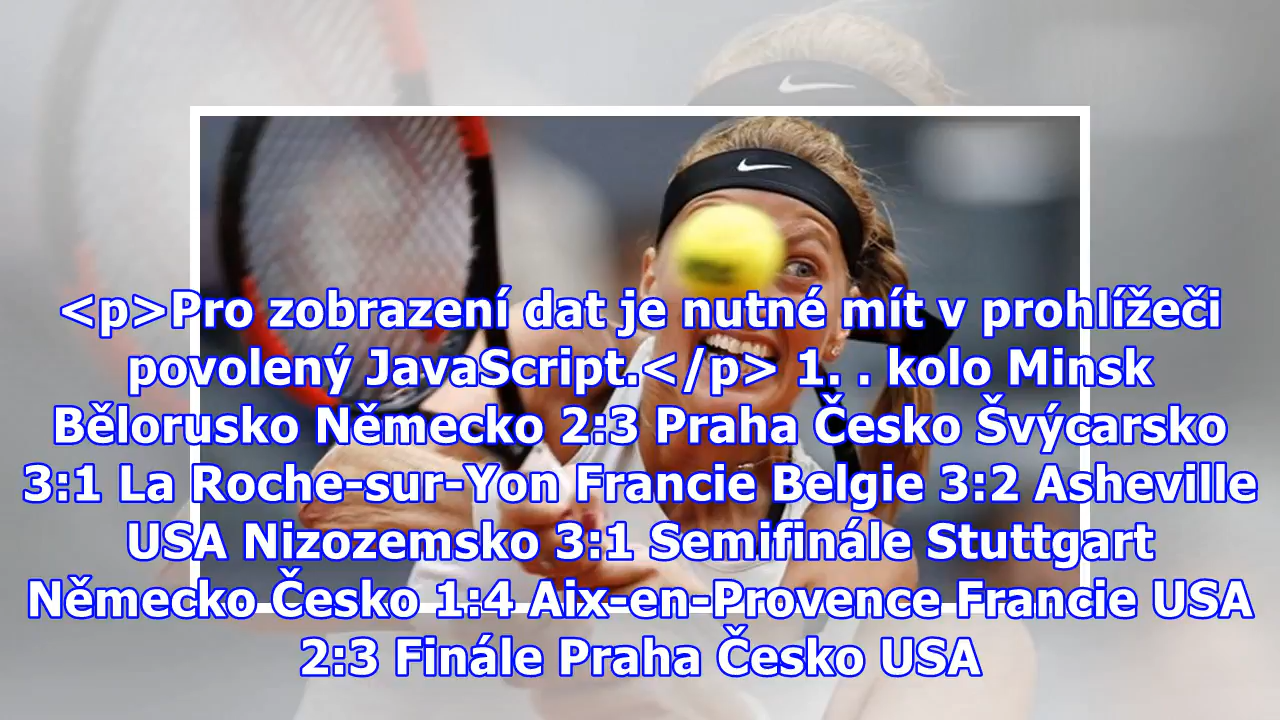 <p>Pro zobrazení dat je nutné mít v prohlížeči
povolený JavaScript.</p> 1. . kolo Minsk
Bělorusko Německo 2:3 Praha Česko Švýcarsko
3:1 La Roche-sur-Yon Francie Belgie 3:2 Asheville
USA Nizozemsko 3:1 Semifinále Stuttgart
Německo Česko 1:4 Aix-en-Provence Francie USA
2:3 Finále Praha Česko USA